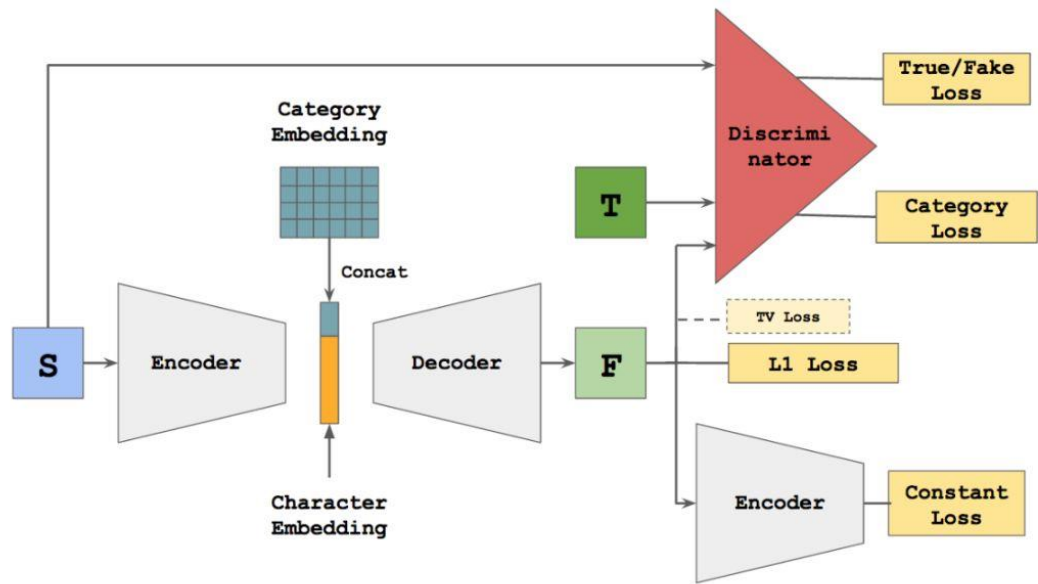 True/Fake
Loss
Category
Embedding
Discrimi
nator
T
Category
Loss
Concat
TV Loss
S
Encoder
Decoder
F
L1 Loss
Character
Embedding
Encoder
Constant
Loss